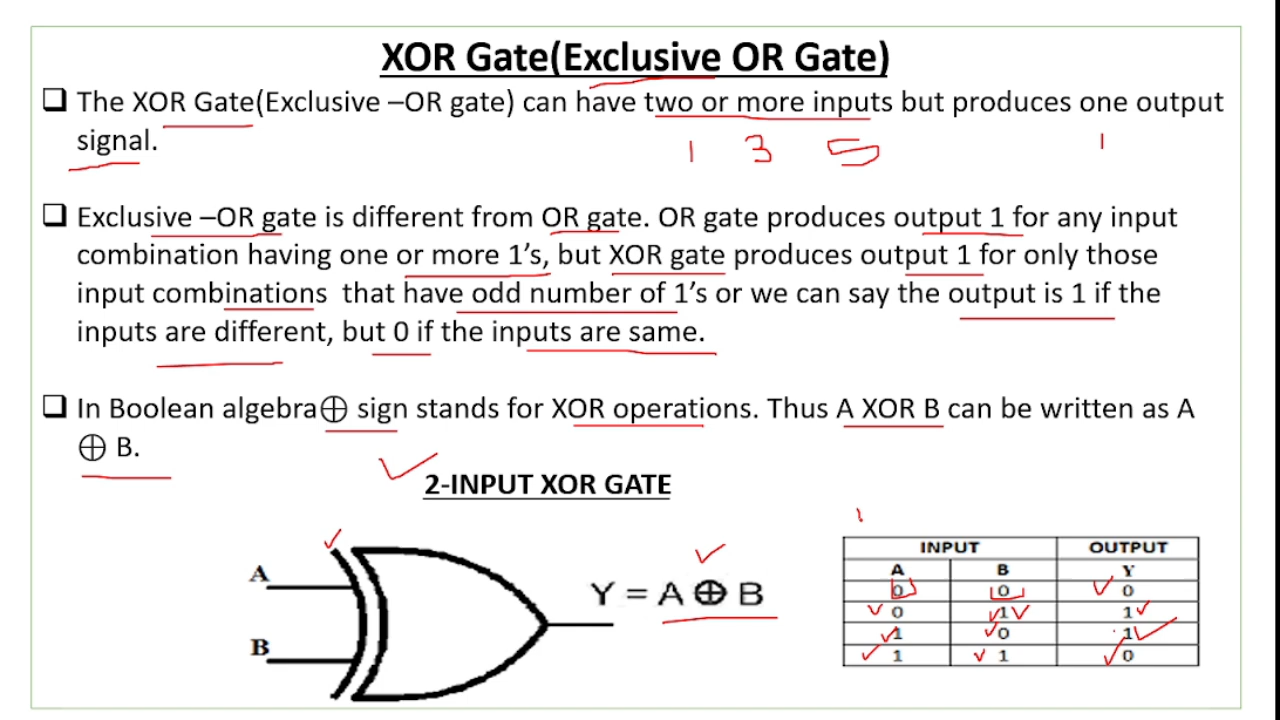 XOR Gate(Exclusive OR Gate)
❑ The XOR Gate(Exclusive –OR gate) can have two or more inputs but produces one output
signal.
1 3 5 1
❑ Exclusive –OR gate is different from OR gate. OR gate produces output 1 for any input
combination having one or more 1’s, but XOR gate produces output 1 for only those
input combinations that have odd number of 1’s or we can say the output is 1 if the
inputs are different, but 0 if the inputs are same.
❑ In Boolean algebra⊕ sign stands for XOR operations. Thus A XOR B can be written as A
⊕ B.
2-INPUT XOR GATE
A
B
Y = A ⊕ B
INPUT OUTPUT
A B Y
0 0 0
0 1 1
1 0 1
1 1 0